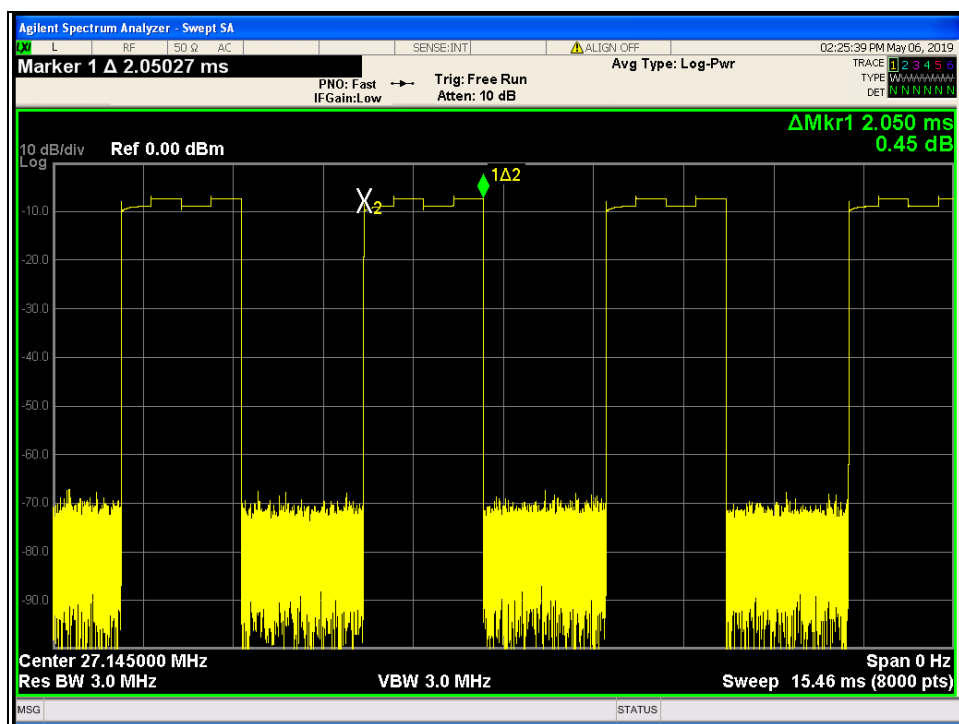 Agilent Spectrum Analyzer - Swept SA
LXI L RF 50 Ω AC SENSE:INT ALIGN OFF 02:25:39 PM May 06, 2019
Marker 1 Δ 2.05027 ms
PNO: Fast
IFGain:Low
Trig: Free Run
Atten: 10 dB
Avg Type: Log-Pwr
TRACE 1 2 3 4 5 6
TYPE WWWWWW
DET N N N N N N
ΔMkr1 2.050 ms
0.45 dB
10 dB/div Ref 0.00 dBm
Log
1Δ2
X2
-10.0
-20.0
-30.0
-40.0
-50.0
-60.0
-70.0
-80.0
-90.0
Center 27.145000 MHz Span 0 Hz
Res BW 3.0 MHz VBW 3.0 MHz Sweep 15.46 ms (8000 pts)
MSG STATUS